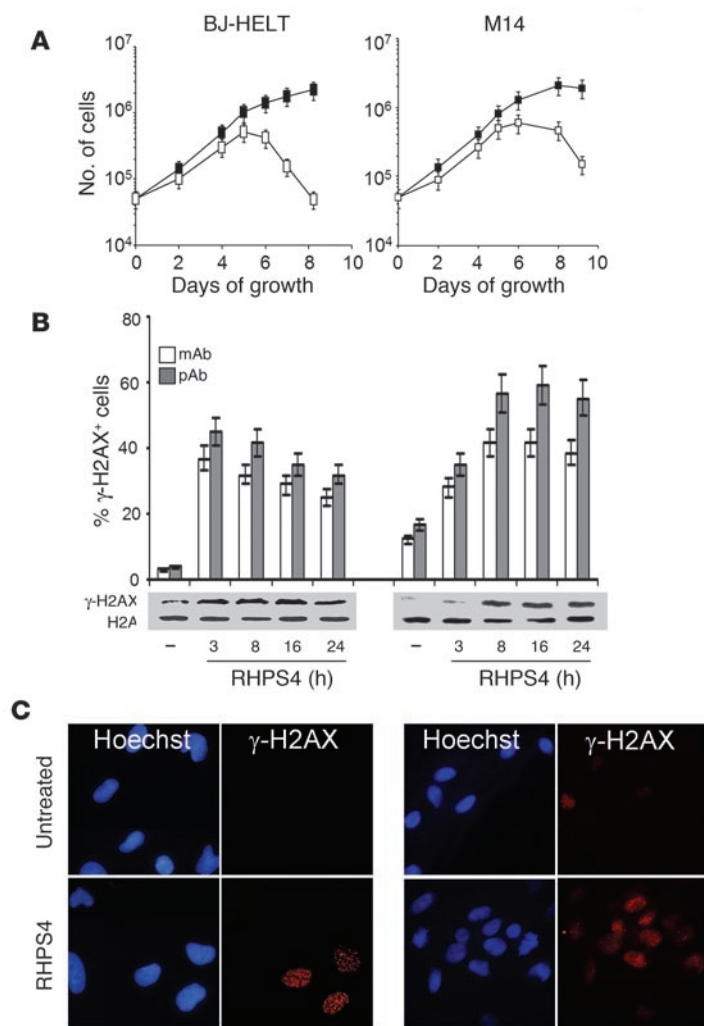 A
BJ-HELT
M14
No. of cells
10⁷
10⁶
10⁵
10⁴
0 2 4 6 8 10
Days of growth
10⁷
10⁶
10⁵
10⁴
0 2 4 6 8 10
Days of growth
B
% γ-H2AX⁺ cells
80
60
40
20
0
mAb
pAb
γ-H2AX
H2A
– 3 8 16 24
RHPS4 (h)
– 3 8 16 24
RHPS4 (h)
C
Hoechst γ-H2AX
Hoechst γ-H2AX
Untreated
RHPS4